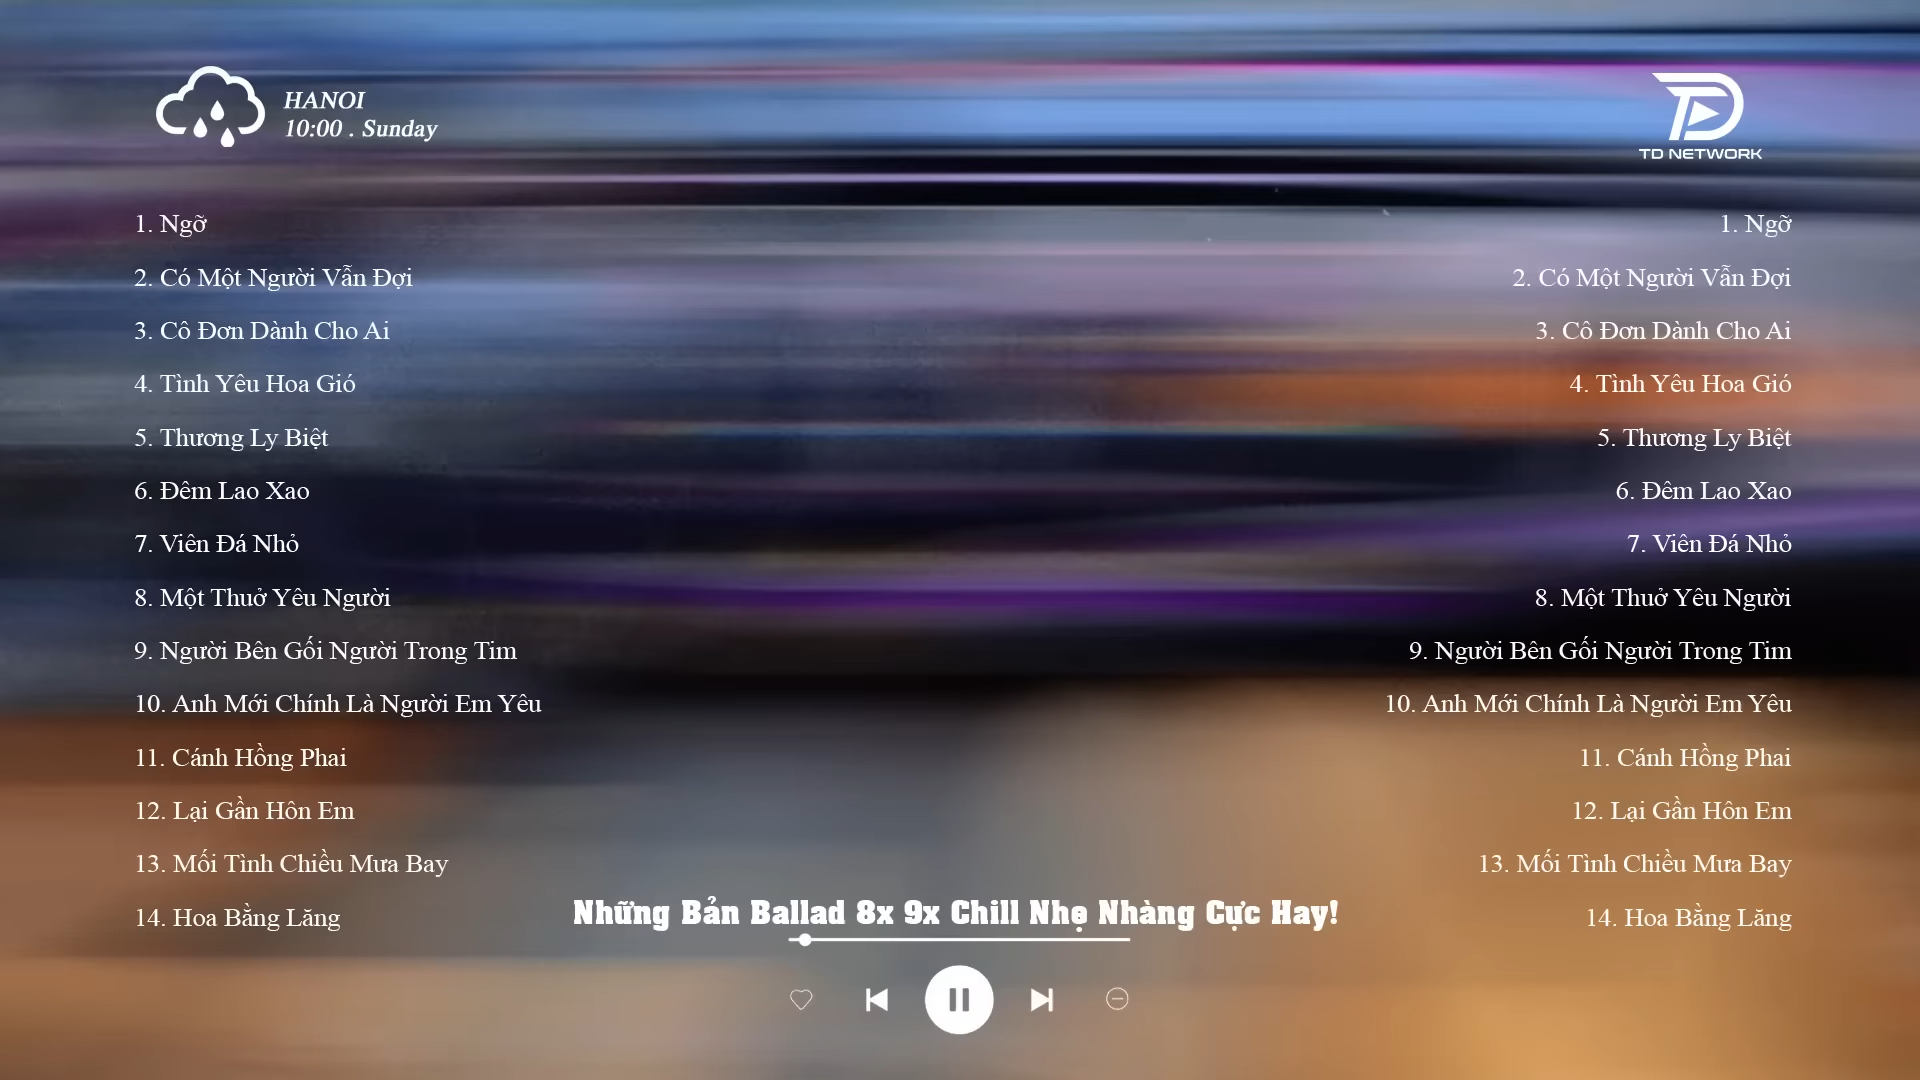 HANOI
10:00 . Sunday
TD NETWORK
1. Ngỡ
2. Có Một Người Vẫn Đợi
3. Cô Đơn Dành Cho Ai
4. Tình Yêu Hoa Gió
5. Thương Ly Biệt
6. Đêm Lao Xao
7. Viên Đá Nhỏ
8. Một Thuở Yêu Người
9. Người Bên Gối Người Trong Tim
10. Anh Mới Chính Là Người Em Yêu
11. Cánh Hồng Phai
12. Lại Gần Hôn Em
13. Mối Tình Chiều Mưa Bay
14. Hoa Bằng Lăng
1. Ngỡ
2. Có Một Người Vẫn Đợi
3. Cô Đơn Dành Cho Ai
4. Tình Yêu Hoa Gió
5. Thương Ly Biệt
6. Đêm Lao Xao
7. Viên Đá Nhỏ
8. Một Thuở Yêu Người
9. Người Bên Gối Người Trong Tim
10. Anh Mới Chính Là Người Em Yêu
11. Cánh Hồng Phai
12. Lại Gần Hôn Em
13. Mối Tình Chiều Mưa Bay
14. Hoa Bằng Lăng
Những Bản Ballad 8x 9x Chill Nhẹ Nhàng Cực Hay!